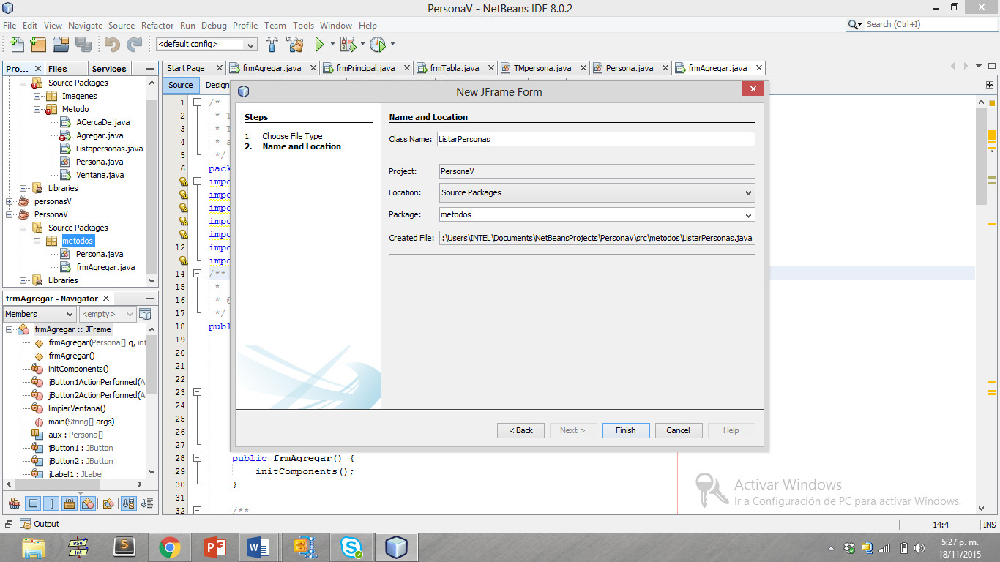 PersonaV - NetBeans IDE 8.0.2
File Edit View Navigate Source Refactor Run Debug Profile Team Tools Window Help
Search (Ctrl+I)
<default config>
Pro... Files Services
Start Page frmAgregar.java frmPrincipal.java frmTabla.java TMpersona.java Persona.java frmAgregar.java
Source Packages
Imagenes
Metodo
ACercaDe.java
Agregar.java
Listapersonas.java
Persona.java
Ventana.java
Libraries
personasV
PersonaV
Source Packages
metodos
Persona.java
frmAgregar.java
Libraries
frmAgregar - Navigator
Members <empty>
frmAgregar :: JFrame
frmAgregar(Persona[] q, int
frmAgregar()
initComponents()
jButton1ActionPerformed(A
jButton2ActionPerformed(A
limpiarVentana()
main(String[] args)
aux : Persona[]
jButton1 : JButton
jButton2 : JButton
jLabel1 : JLabel
Source Design
1 /*
2 * T
3 * T
4 * a
5 */
6 pack
impo
impo
impo
impo
impo
12 impo
impo
14 /**
15 *
16 * @
17 */
18 publ
19
20
21
22
23
24
25
26
27
28 public frmAgregar() {
29 initComponents();
30 }
31
32 /**
New JFrame Form
Steps
1. Choose File Type
2. Name and Location
Name and Location
Class Name: ListarPersonas
Project: PersonaV
Location: Source Packages
Package: metodos
Created File: :\Users\INTEL\Documents\NetBeansProjects\PersonaV\src\metodos\ListarPersonas.java
< Back Next > Finish Cancel Help
Activar Windows
Ir a Configuración de PC para activar Windows.
Output
14:4 INS
PSe
Int
5:27 p. m.
18/11/2015